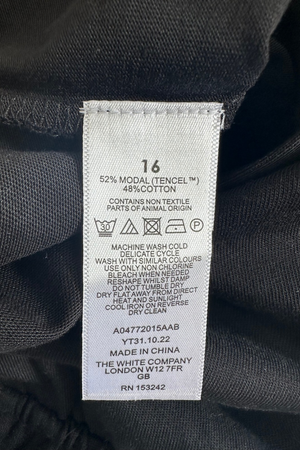 16
52% MODAL (TENCEL™)
48%COTTON
CONTAINS NON TEXTILE
PARTS OF ANIMAL ORIGIN
30 P
MACHINE WASH COLD
DELICATE CYCLE
WASH WITH SIMILAR COLOURS
USE ONLY NON CHLORINE
BLEACH WHEN NEEDED
RESHAPE WHILST DAMP
DO NOT TUMBLE DRY
DRY FLAT AWAY FROM DIRECT
HEAT AND SUNLIGHT
COOL IRON ON REVERSE
DRY CLEAN
A04772015AAB
YT31.10.22
MADE IN CHINA
THE WHITE COMPANY
LONDON W12 7FR
GB
RN 153242